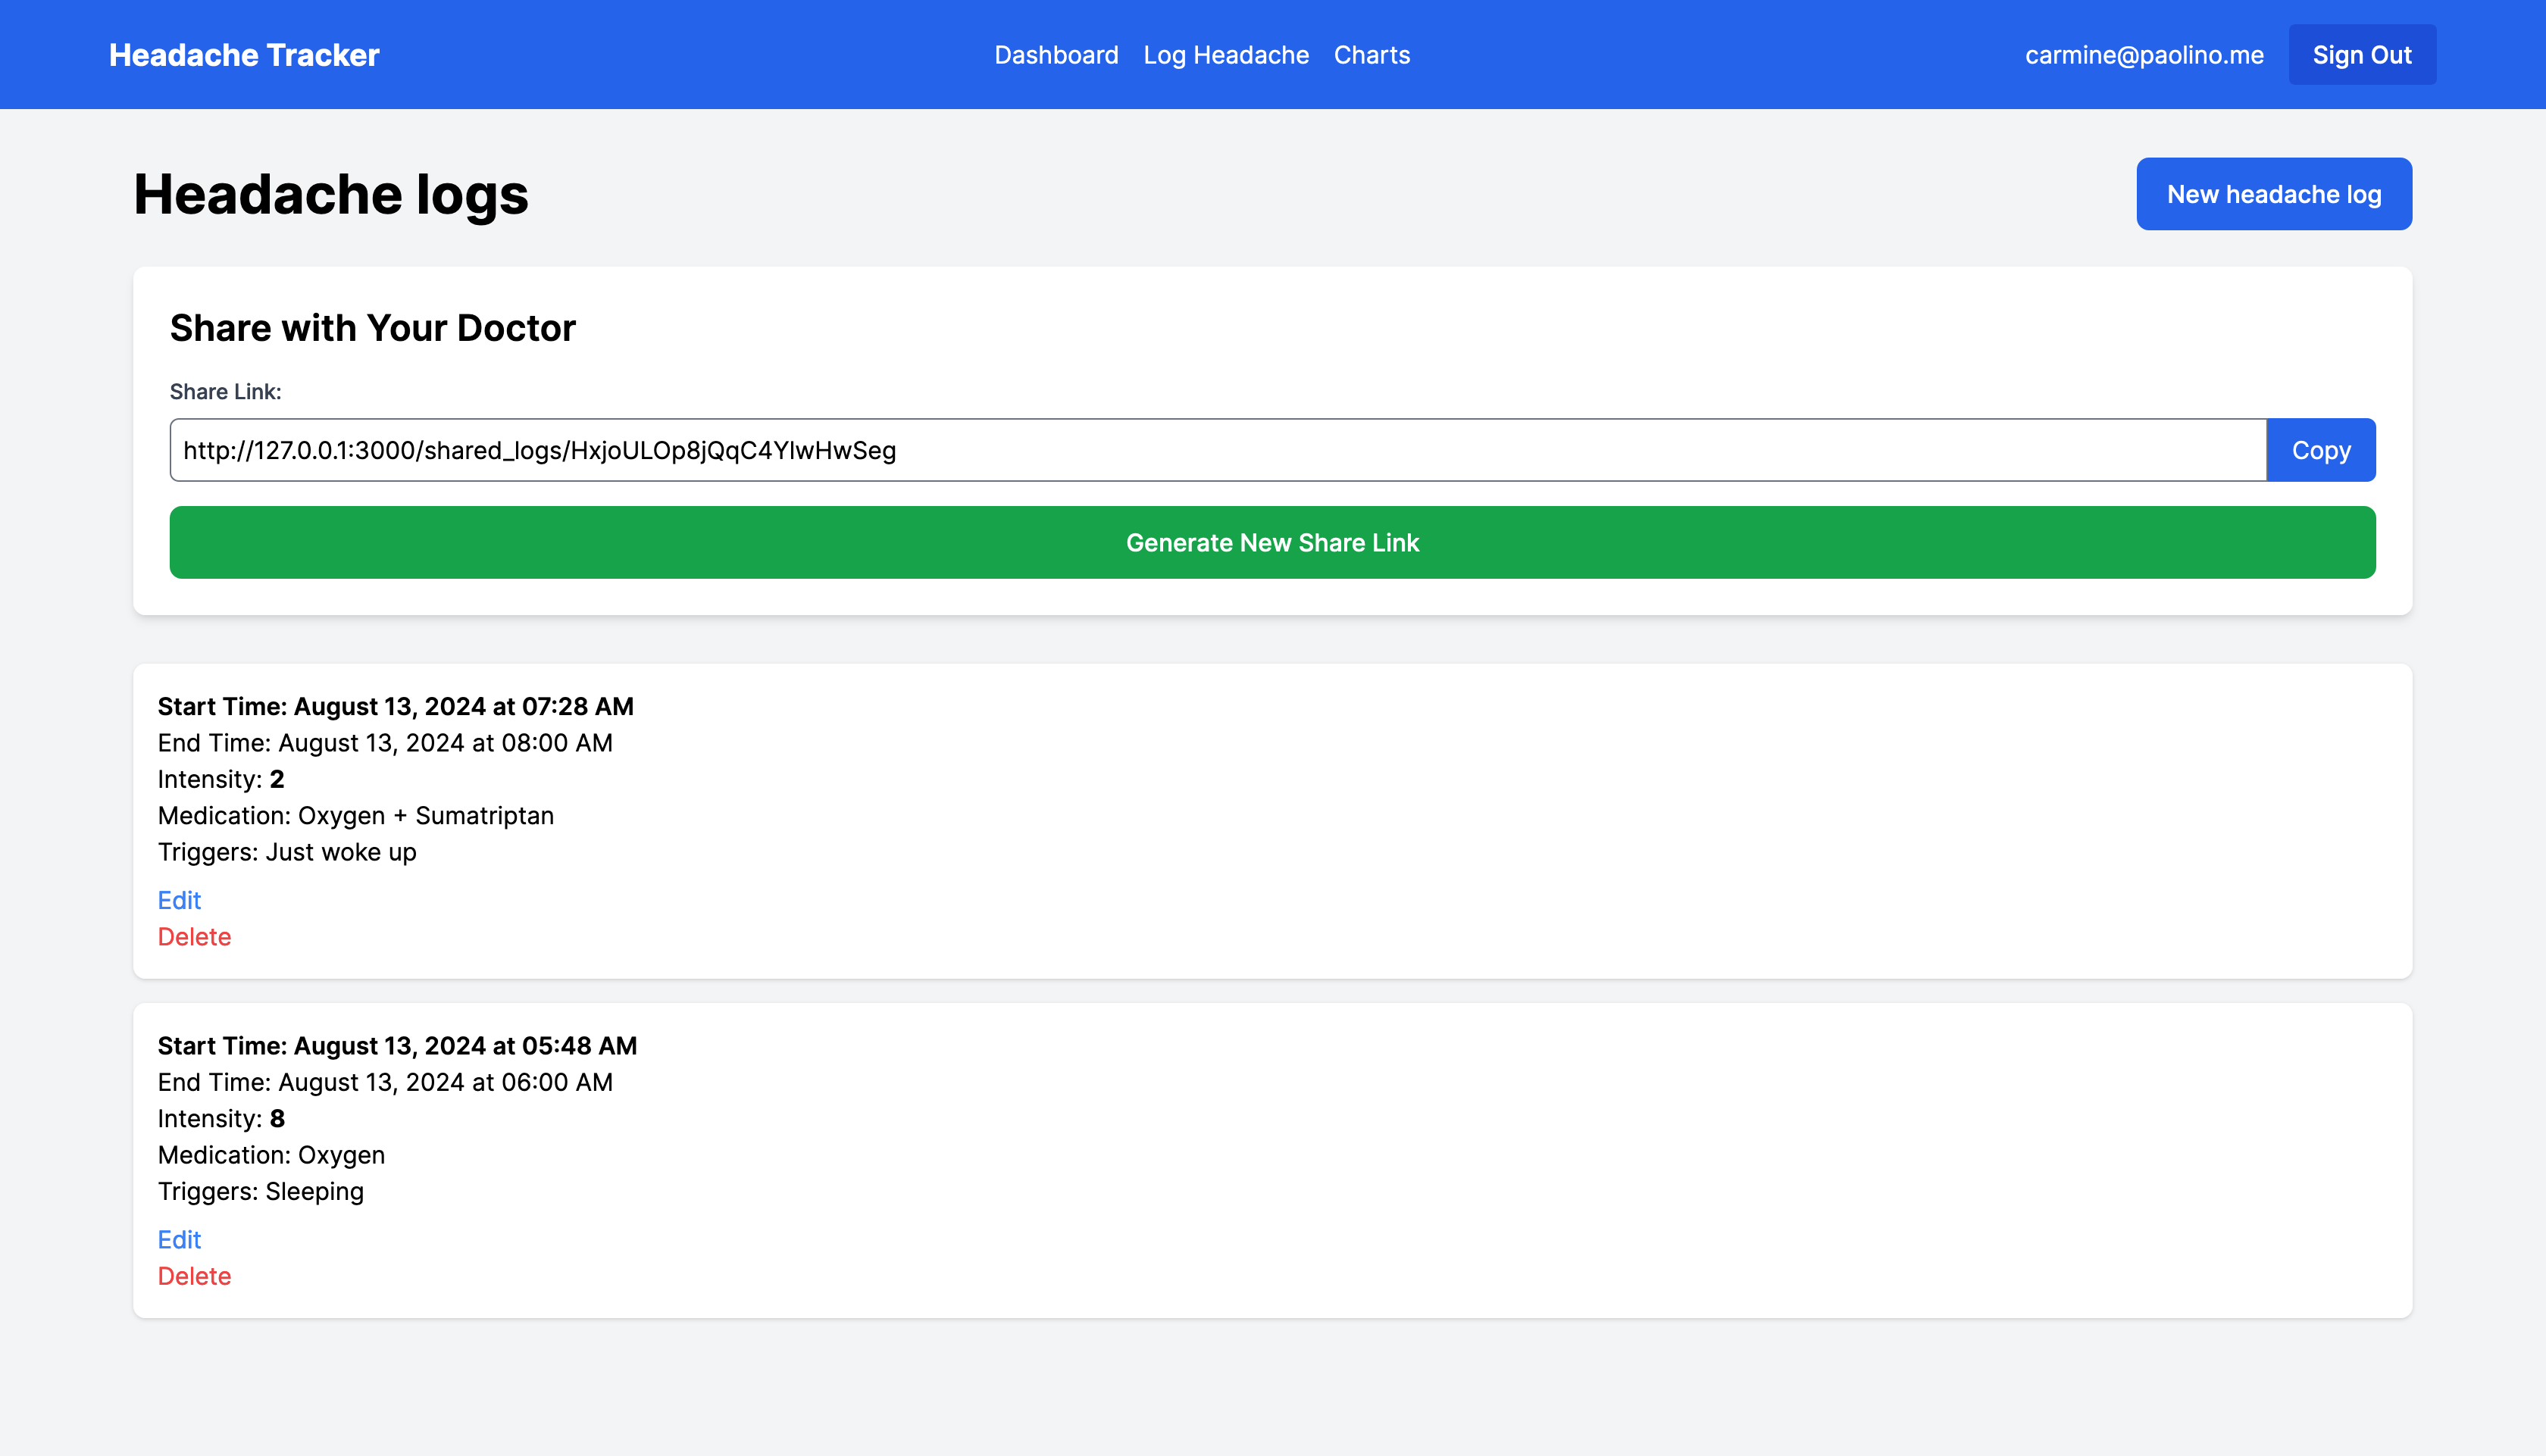 Headache Tracker
Dashboard Log Headache Charts
carmine@paolino.me Sign Out
Headache logs
New headache log
Share with Your Doctor
Share Link:
http://127.0.0.1:3000/shared_logs/HxjoULOp8jQqC4YlwHwSeg
Copy
Generate New Share Link
Start Time: August 13, 2024 at 07:28 AM
End Time: August 13, 2024 at 08:00 AM
Intensity: 2
Medication: Oxygen + Sumatriptan
Triggers: Just woke up
Edit
Delete
Start Time: August 13, 2024 at 05:48 AM
End Time: August 13, 2024 at 06:00 AM
Intensity: 8
Medication: Oxygen
Triggers: Sleeping
Edit
Delete